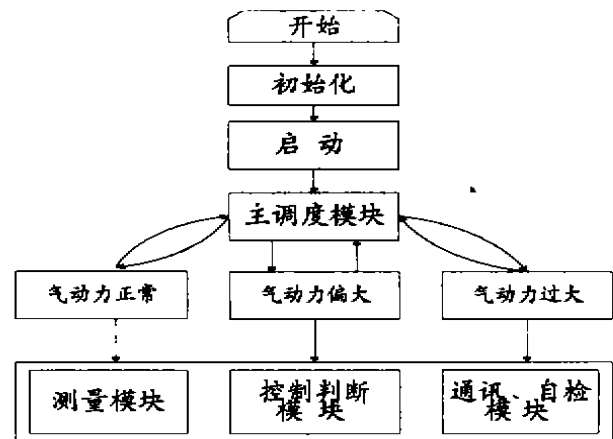 开始
初始化
启 动
主调度模块
气动力正常
气动力偏大
气动力过大
测量模块
控制判断
模 块
通讯、自检
模 块